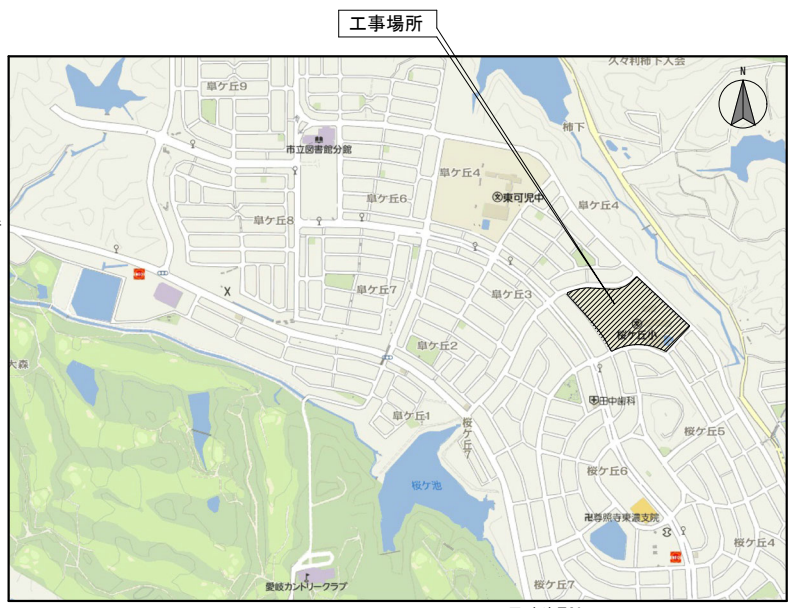 工事場所
久々利柿下入会
N
皐ケ丘9
柿下
市立図書館分館
皐ケ丘4
皐ケ丘6
東可児中
皐ケ丘4
皐ケ丘8
皐ケ丘7
皐ケ丘3
桜ケ丘小
皐ケ丘2
大森
田中歯科
皐ケ丘1
桜ケ丘7
桜ケ丘5
桜ケ丘6
桜ケ池
卍尊照寺東濃支院
桜ケ丘4
愛岐カントリークラブ
桜ケ丘7